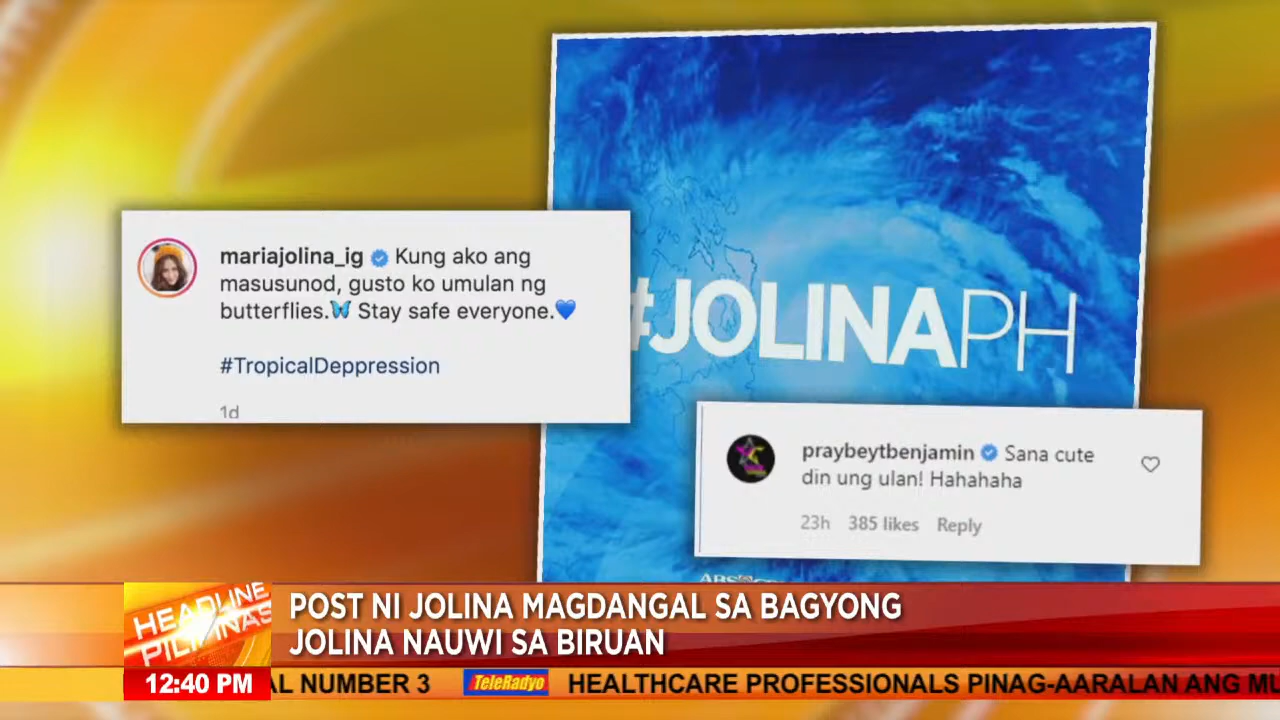 #JOLINAPH
mariajolina_ig Kung ako ang
masusunod, gusto ko umulan ng
butterflies.🦋 Stay safe everyone.💙
#TropicalDeppression
1d
praybeytbenjamin Sana cute
din ung ulan! Hahahaha
23h 385 likes Reply
HEADLINE
PILIPINAS
POST NI JOLINA MAGDANGAL SA BAGYONG
JOLINA NAUWI SA BIRUAN
12:40 PM
NUMBER 3 TeleRadyo HEALTHCARE PROFESSIONALS PINAG-AARALAN ANG